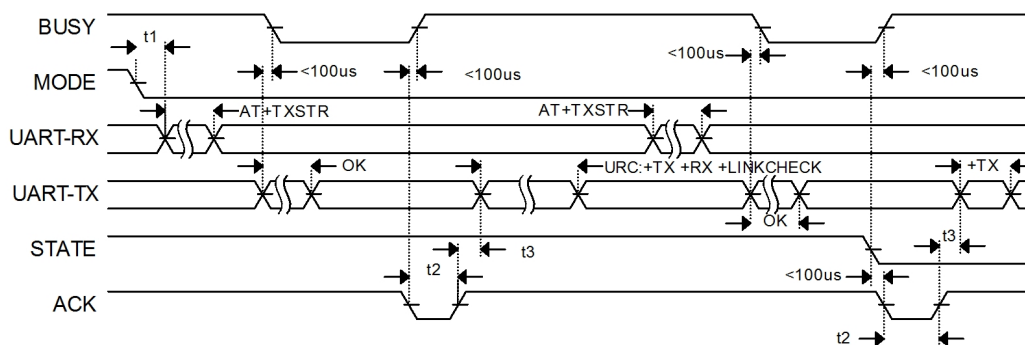 BUSY
t1
<100us
<100us
<100us
<100us
MODE
AT+TXSTR
AT+TXSTR
UART-RX
OK
URC:+TX +RX +LINKCHECK
+TX
UART-TX
OK
STATE
t3
t3
t2
<100us
ACK
t2